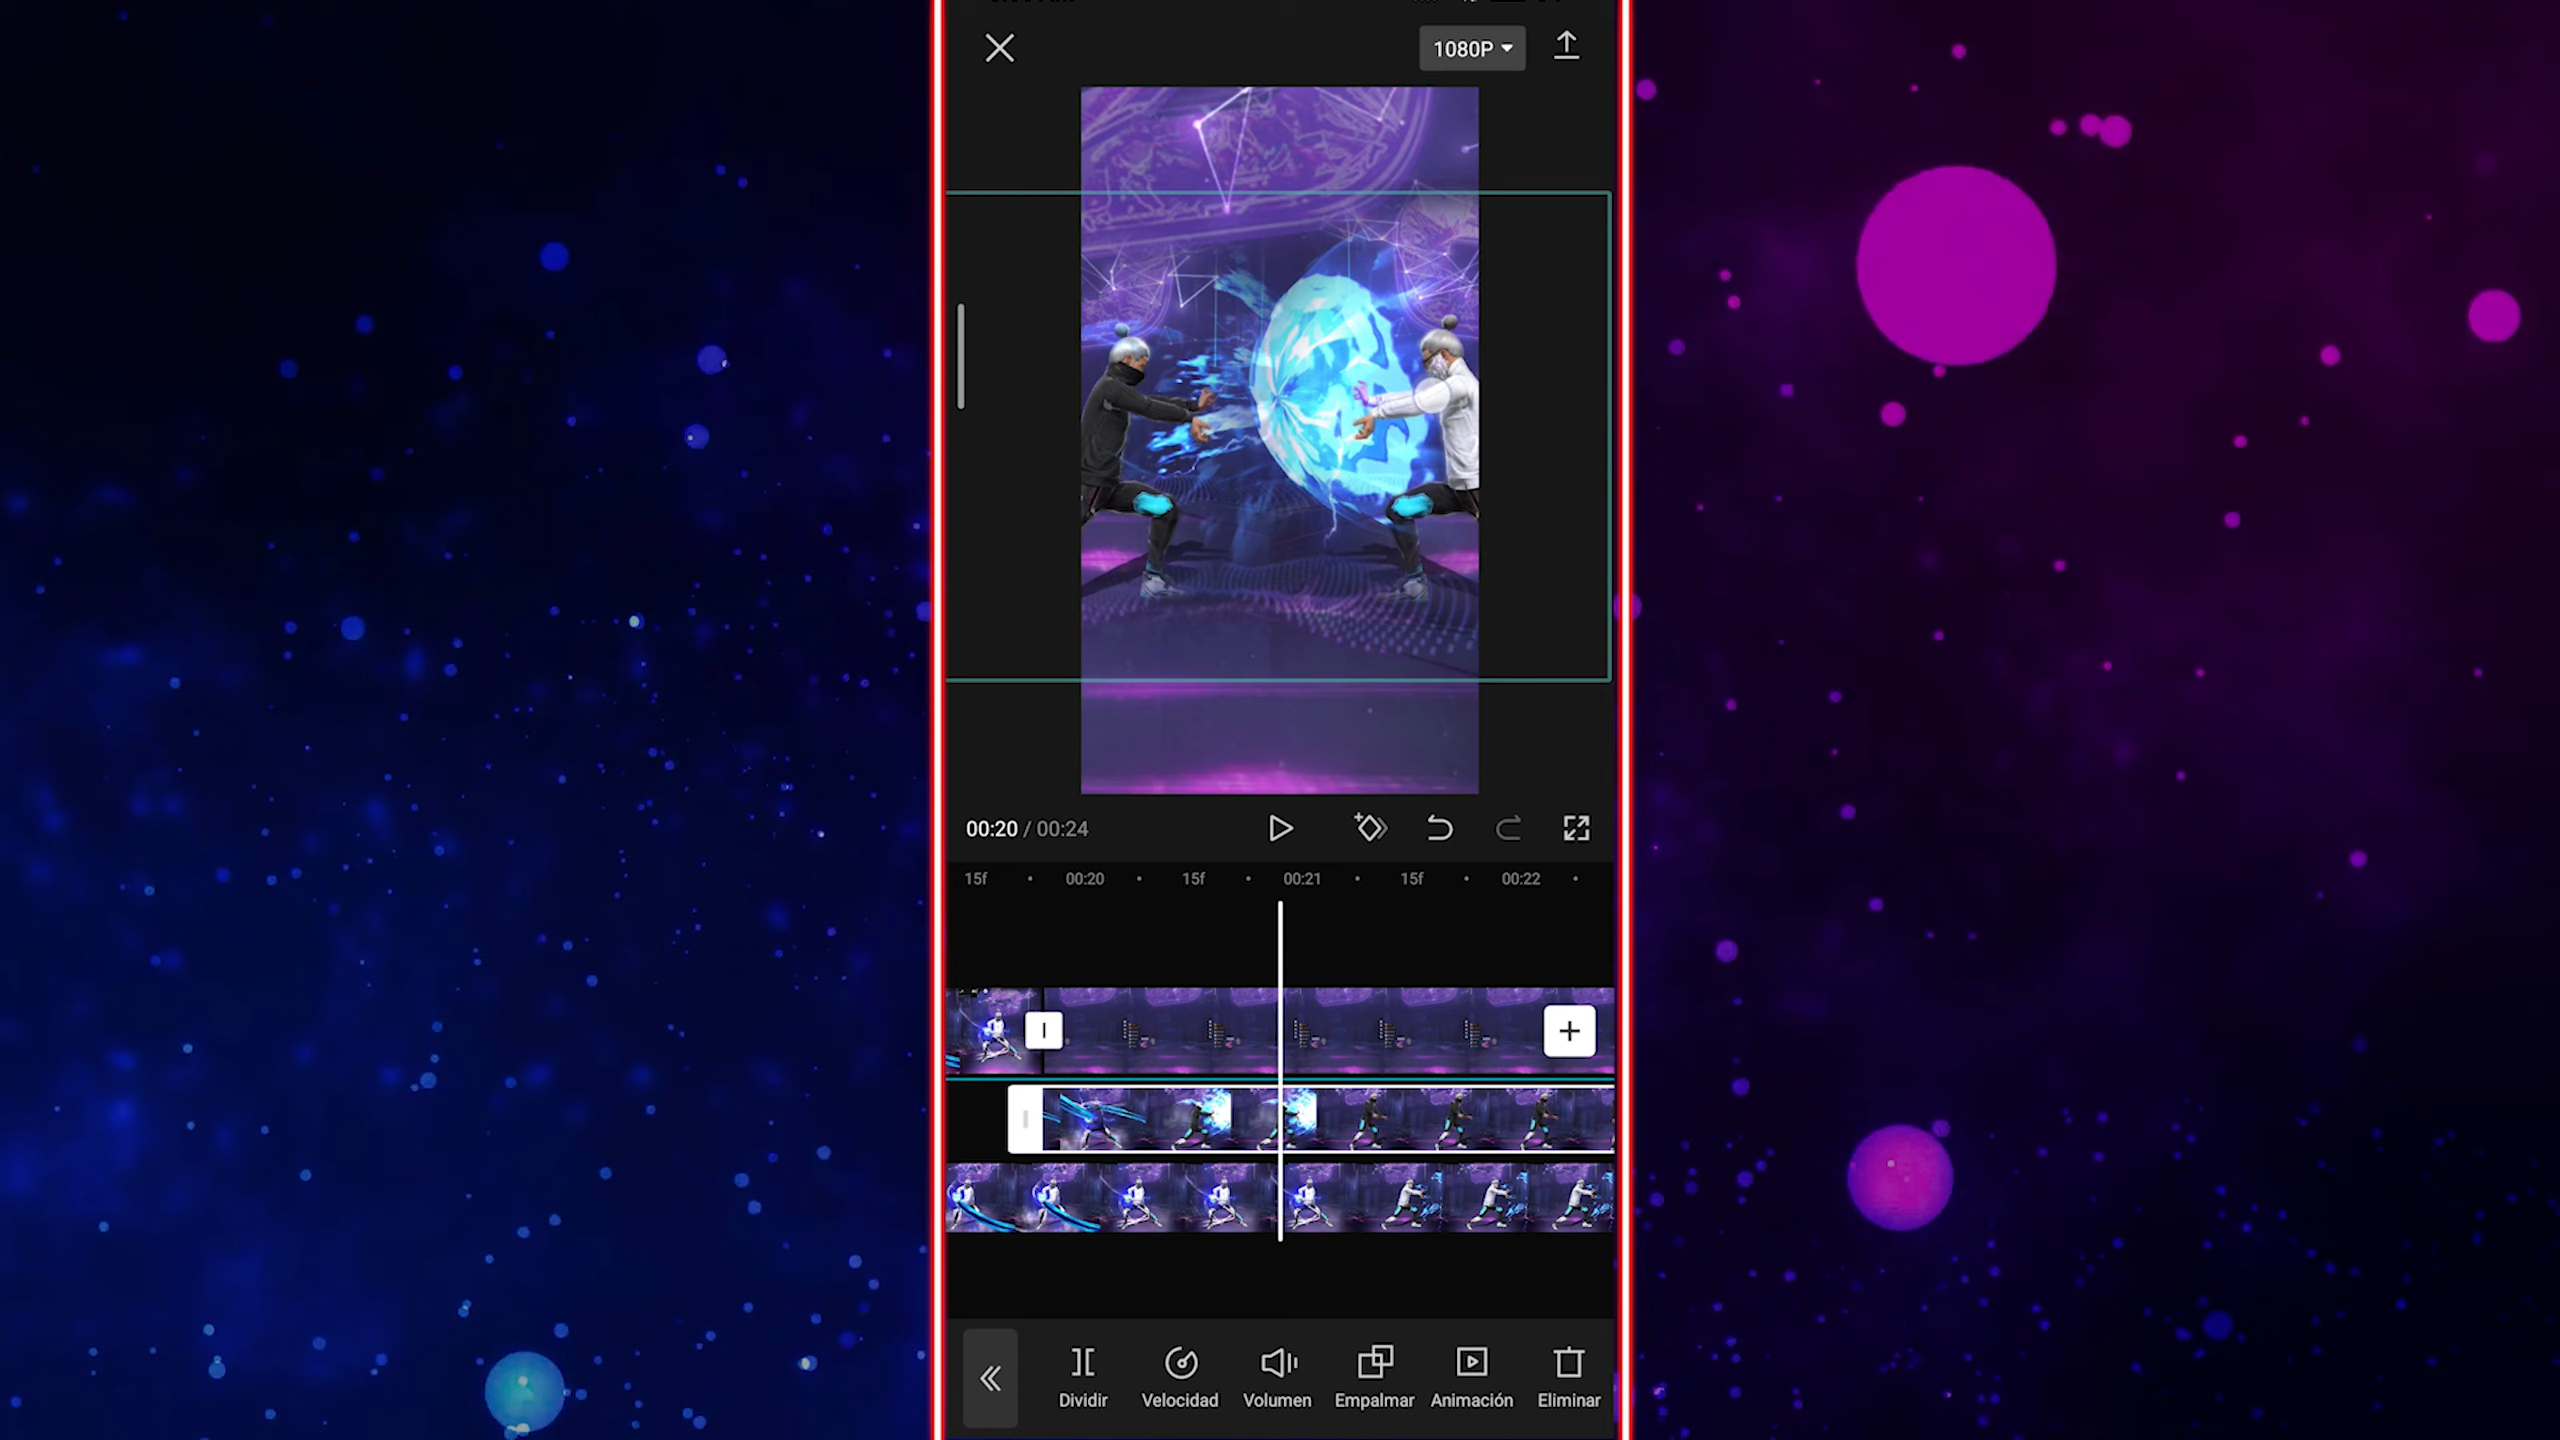 1080P
00:20 / 00:24
15f 00:20 15f 00:21 15f 00:22
Dividir Velocidad Volumen Empalmar Animación Eliminar